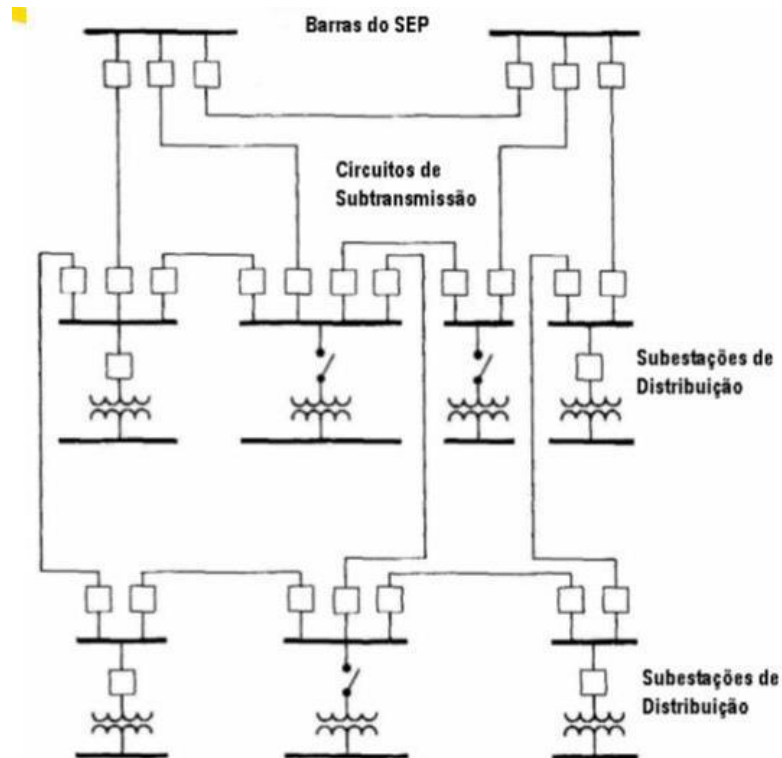 Barras do SEP
Circuitos de
Subtransmissão
Subestações de
Distribuição
Subestações de
Distribuição